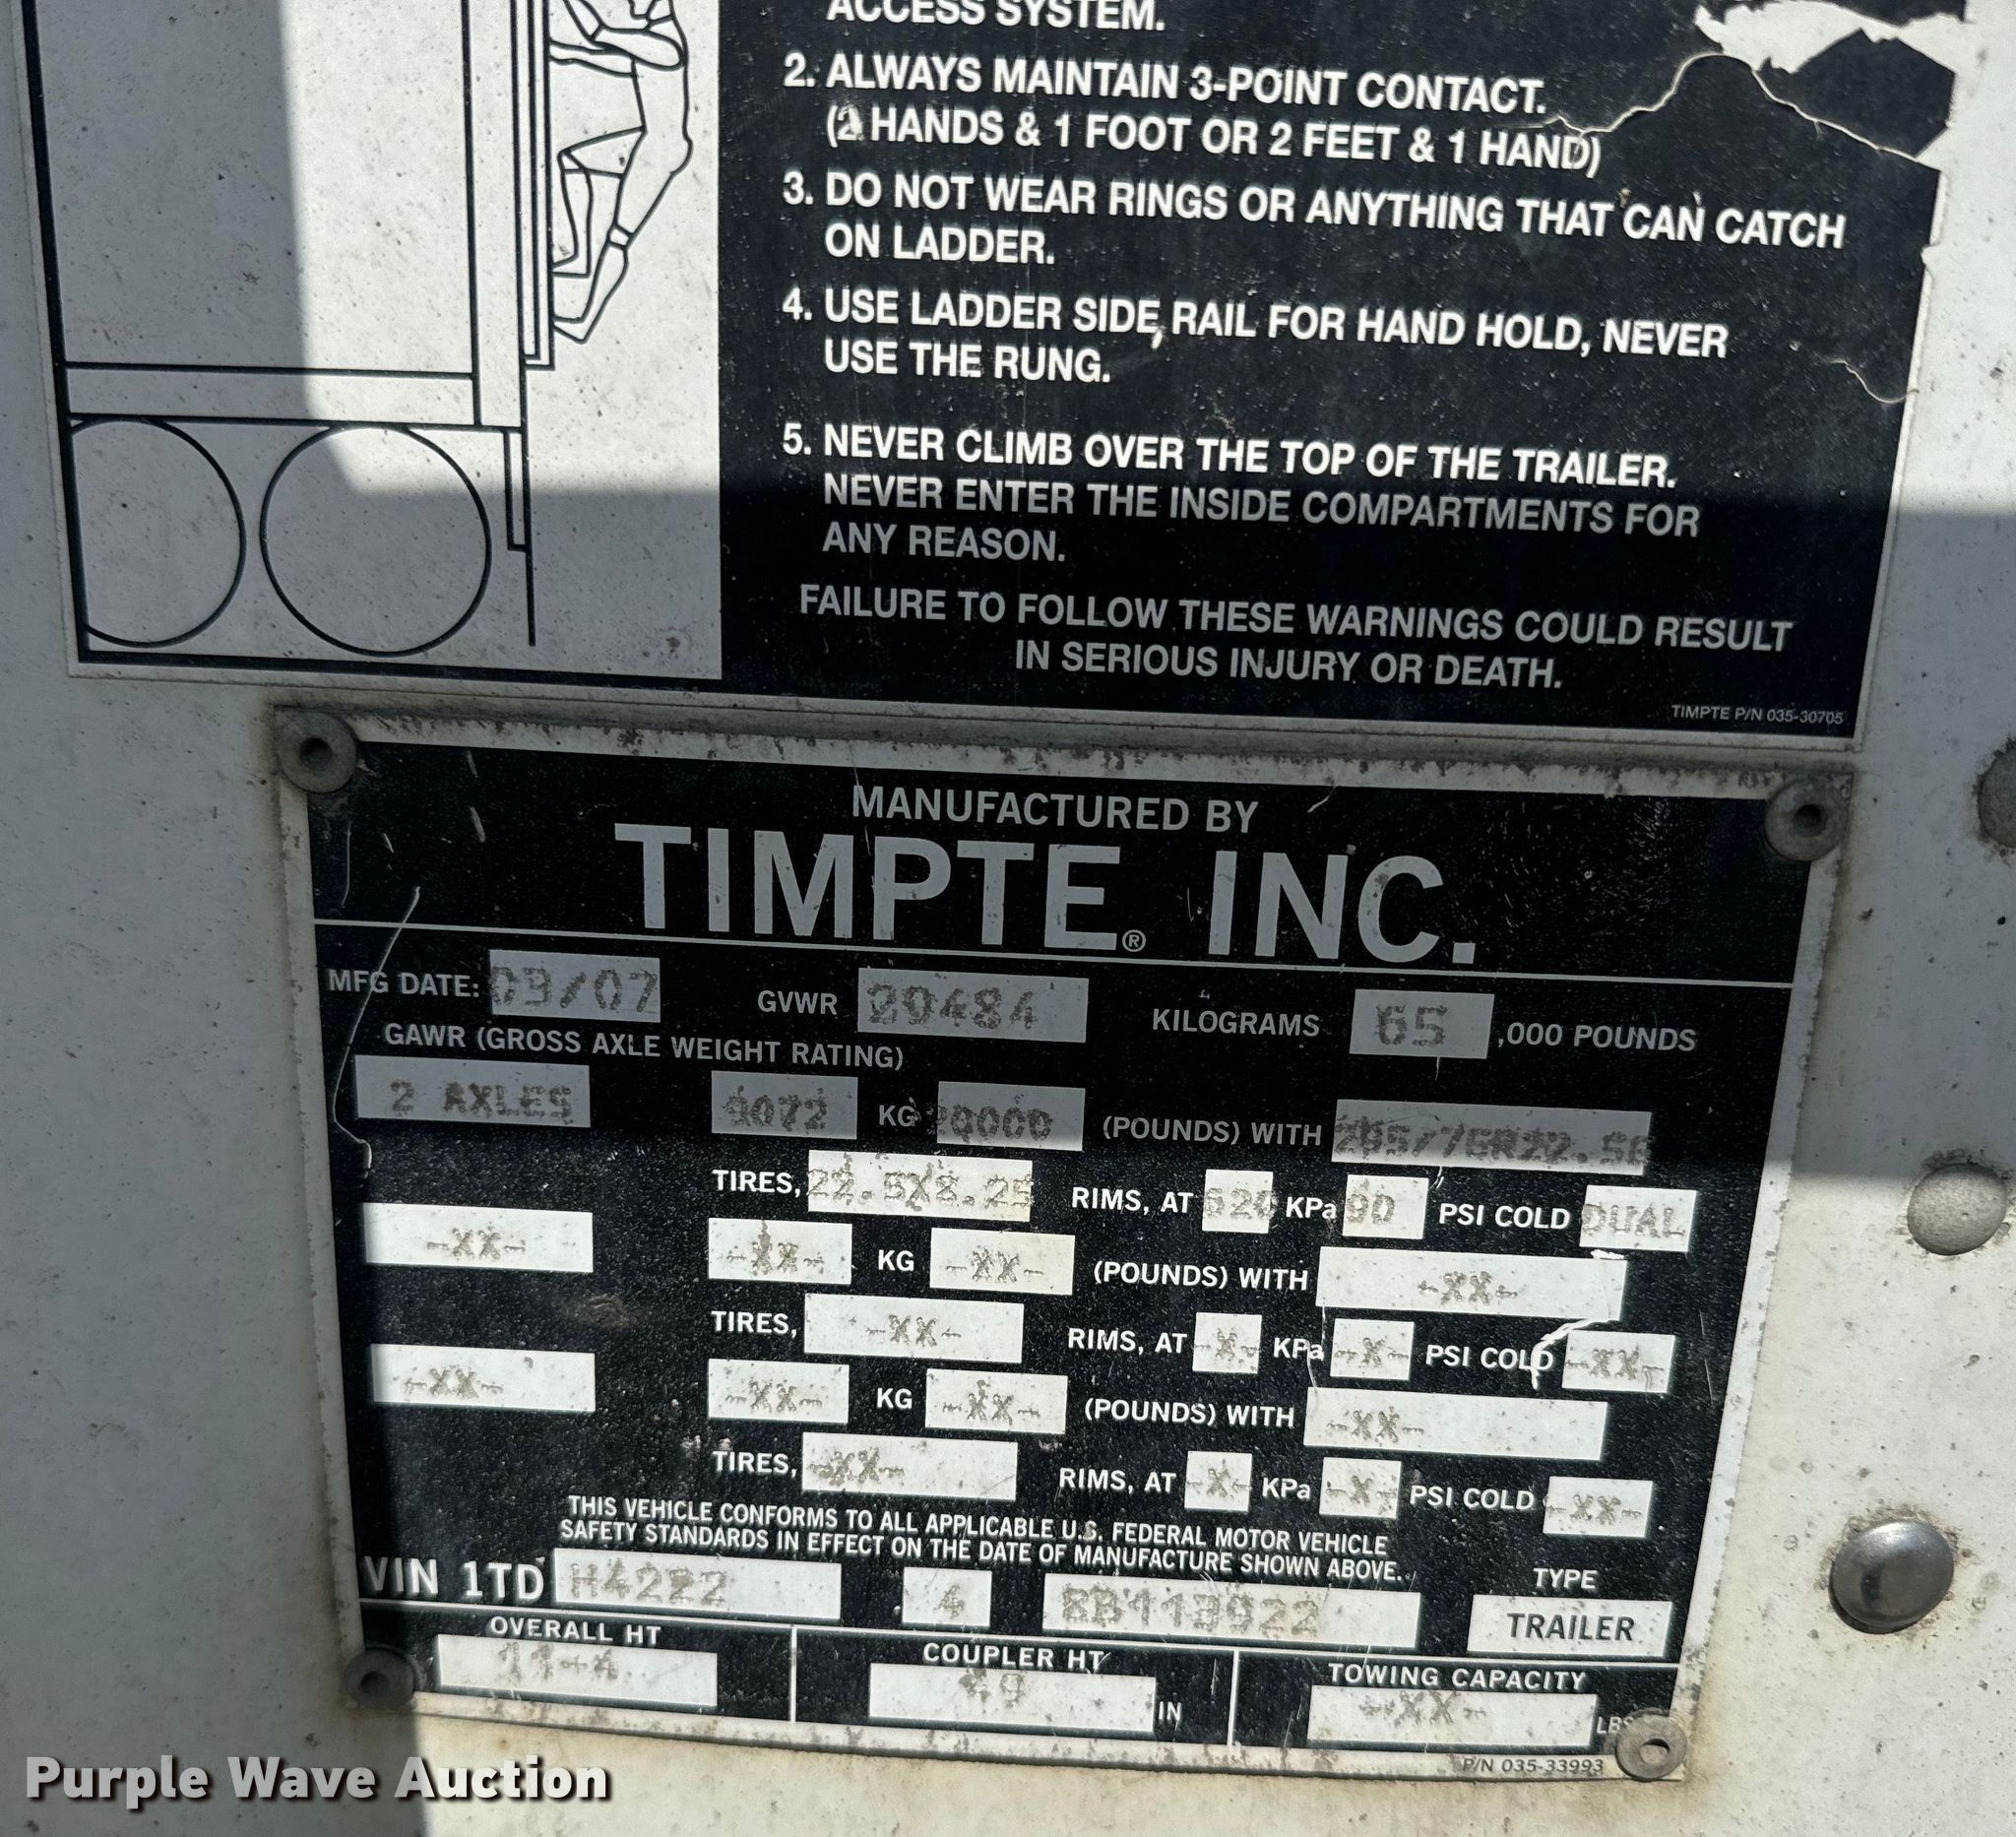 ACCESS SYSTEM.
2. ALWAYS MAINTAIN 3-POINT CONTACT.
(2 HANDS & 1 FOOT OR 2 FEET & 1 HAND)
3. DO NOT WEAR RINGS OR ANYTHING THAT CAN CATCH
ON LADDER.
4. USE LADDER SIDE RAIL FOR HAND HOLD, NEVER
USE THE RUNG.
5. NEVER CLIMB OVER THE TOP OF THE TRAILER.
NEVER ENTER THE INSIDE COMPARTMENTS FOR
ANY REASON.
FAILURE TO FOLLOW THESE WARNINGS COULD RESULT
IN SERIOUS INJURY OR DEATH.
TIMPTE P/N 035-30705
MANUFACTURED BY
TIMPTE® INC.
MFG DATE: 03/07 GVWR 29484 KILOGRAMS 65 ,000 POUNDS
GAWR (GROSS AXLE WEIGHT RATING)
2 AXLES 9072 KG 20000 (POUNDS) WITH
TIRES, 22.5X8.25 RIMS, AT 620 KPa 90 PSI COLD DUAL
-XX- -XX- KG -XX- (POUNDS) WITH -XX-
TIRES, -XX- RIMS, AT -X- KPa -X- PSI COLD -XX-
-XX- -XX- KG -XX- (POUNDS) WITH -XX-
TIRES, -XX- RIMS, AT -X- KPa -X- PSI COLD -XX-
THIS VEHICLE CONFORMS TO ALL APPLICABLE U.S. FEDERAL MOTOR VEHICLE
SAFETY STANDARDS IN EFFECT ON THE DATE OF MANUFACTURE SHOWN ABOVE.
VIN 1TD H4222 4 8B113922 TYPE
TRAILER
OVERALL HT COUPLER HT TOWING CAPACITY
49 IN -XX- LBS
P/N 035-33993
Purple Wave Auction